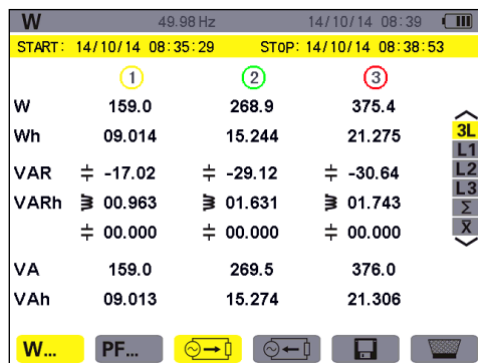 W 49.98 Hz 14/10/14 08:39
START: 14/10/14 08:35:29 STOP: 14/10/14 08:38:53
1 2 3
W 159.0 268.9 375.4
Wh 09.014 15.244 21.275
VAR -17.02 -29.12 -30.64
VARh 00.963 01.631 01.743
00.000 00.000 00.000
VA 159.0 269.5 376.0
VAh 09.013 15.274 21.306
3L
L1
L2
L3
Σ
X̅
W... PF...